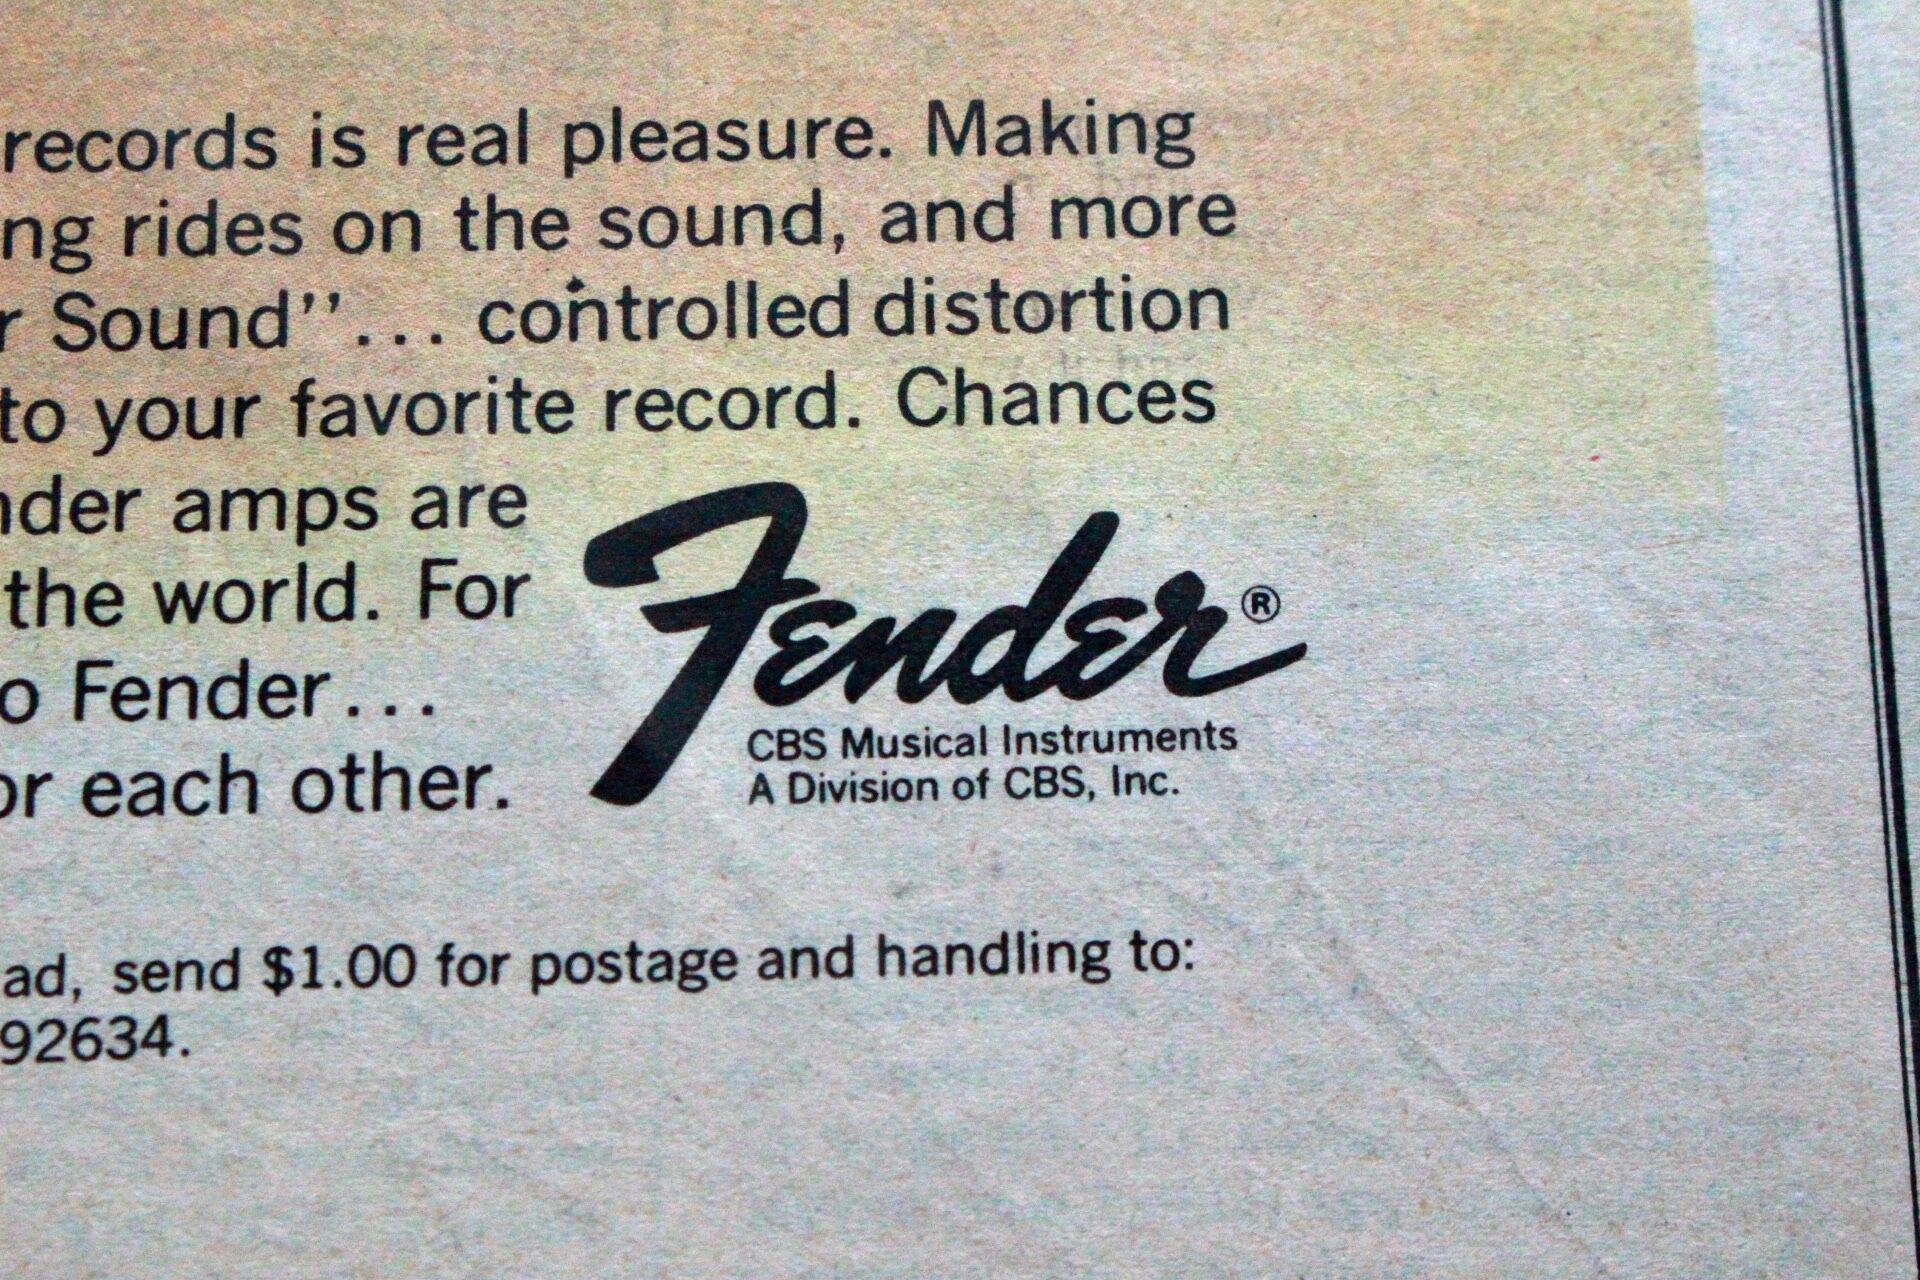 records is real pleasure. Making
ng rides on the sound, and more
r Sound''... controlled distortion
to your favorite record. Chances
nder amps are
the world. For
o Fender...
or each other.
Fender®
CBS Musical Instruments
A Division of CBS, Inc.
ad, send $1.00 for postage and handling to:
92634.